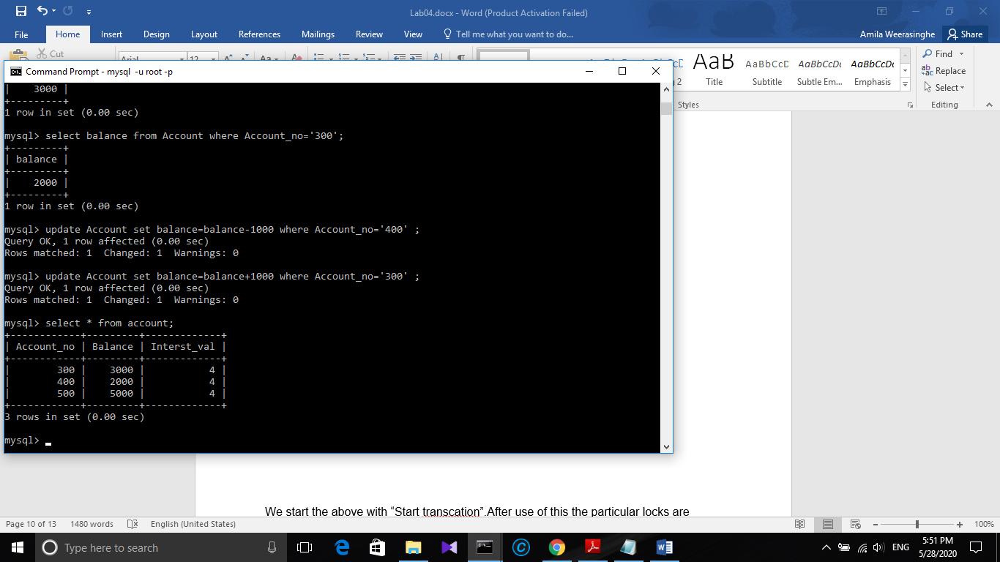 Lab04.docx - Word (Product Activation Failed)
File Home Insert Design Layout References Mailings Review View Tell me what you want to do... Amila Weerasinghe Share
Cut
Find
Replace
Select
Editing
AaB
AaBbCcD
AaBbCcDc
AaBbCcDc
Title Subtitle Subtle Em... Emphasis
Styles
Command Prompt - mysql -u root -p
| 3000 |
+---------+
1 row in set (0.00 sec)
mysql> select balance from Account where Account_no='300';
+---------+
| balance |
+---------+
| 2000 |
+---------+
1 row in set (0.00 sec)
mysql> update Account set balance=balance-1000 where Account_no='400' ;
Query OK, 1 row affected (0.00 sec)
Rows matched: 1 Changed: 1 Warnings: 0
mysql> update Account set balance=balance+1000 where Account_no='300' ;
Query OK, 1 row affected (0.00 sec)
Rows matched: 1 Changed: 1 Warnings: 0
mysql> select * from account;
+------------+---------+-------------+
| Account_no | Balance | Interst_val |
+------------+---------+-------------+
| 300 | 3000 | 4 |
| 400 | 2000 | 4 |
| 500 | 5000 | 4 |
+------------+---------+-------------+
3 rows in set (0.00 sec)
mysql>
We start the above with “Start transcation”.After use of this the particular locks are
Page 10 of 13 1480 words English (United States) 100%
Type here to search
ENG
5:51 PM
5/28/2020